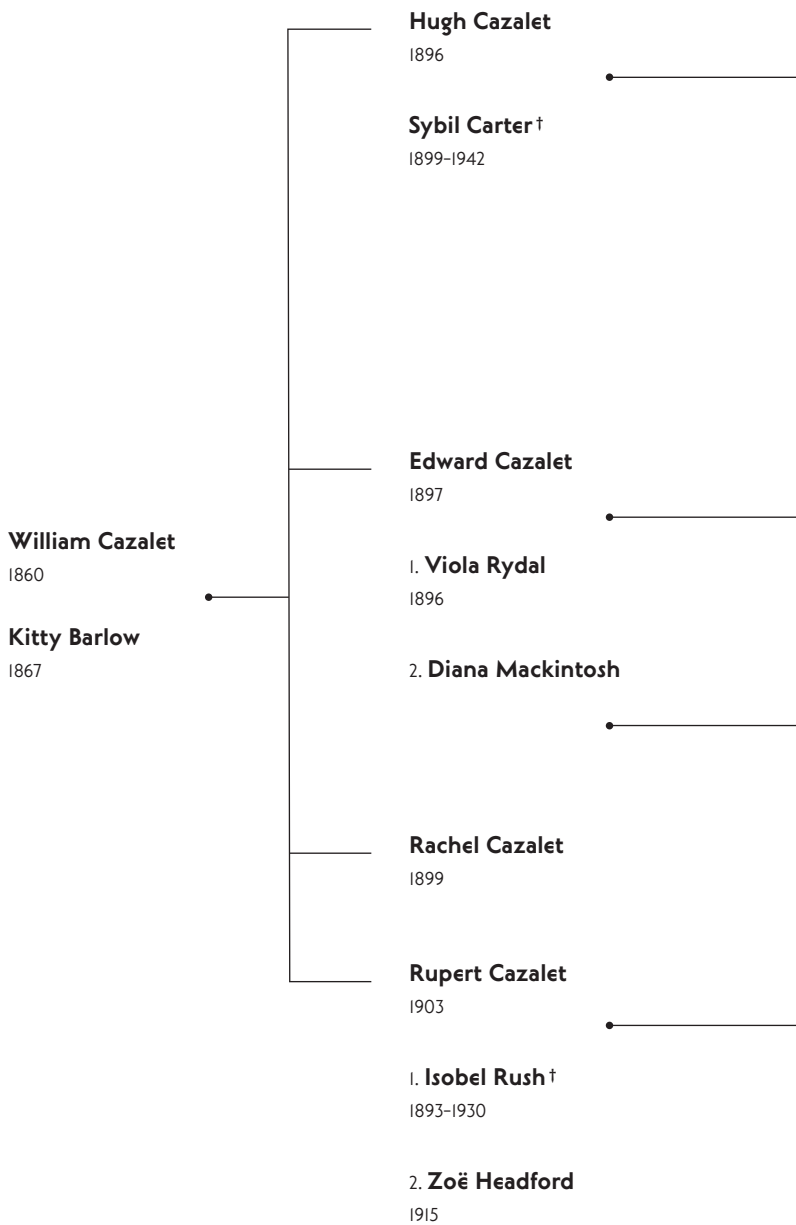 Hugh Cazalet
1896
Sybil Carter †
1899–1942
Edward Cazalet
1897
William Cazalet
1860
1. Viola Rydal
1896
Kitty Barlow
1867
2. Diana Mackintosh
Rachel Cazalet
1899
Rupert Cazalet
1903
1. Isobel Rush †
1893–1930
2. Zoë Headford
1915